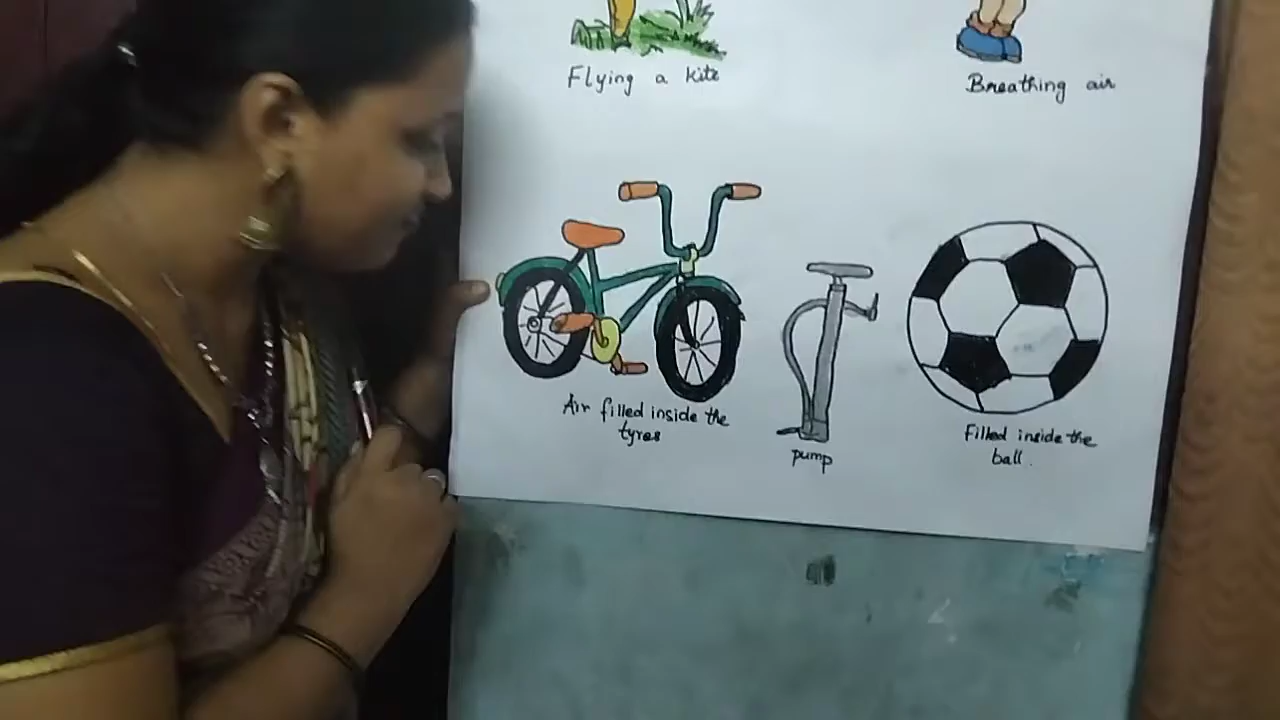 Flying a kite
Breathing air
Air filled inside the
tyres
pump
Filled inside the
ball.